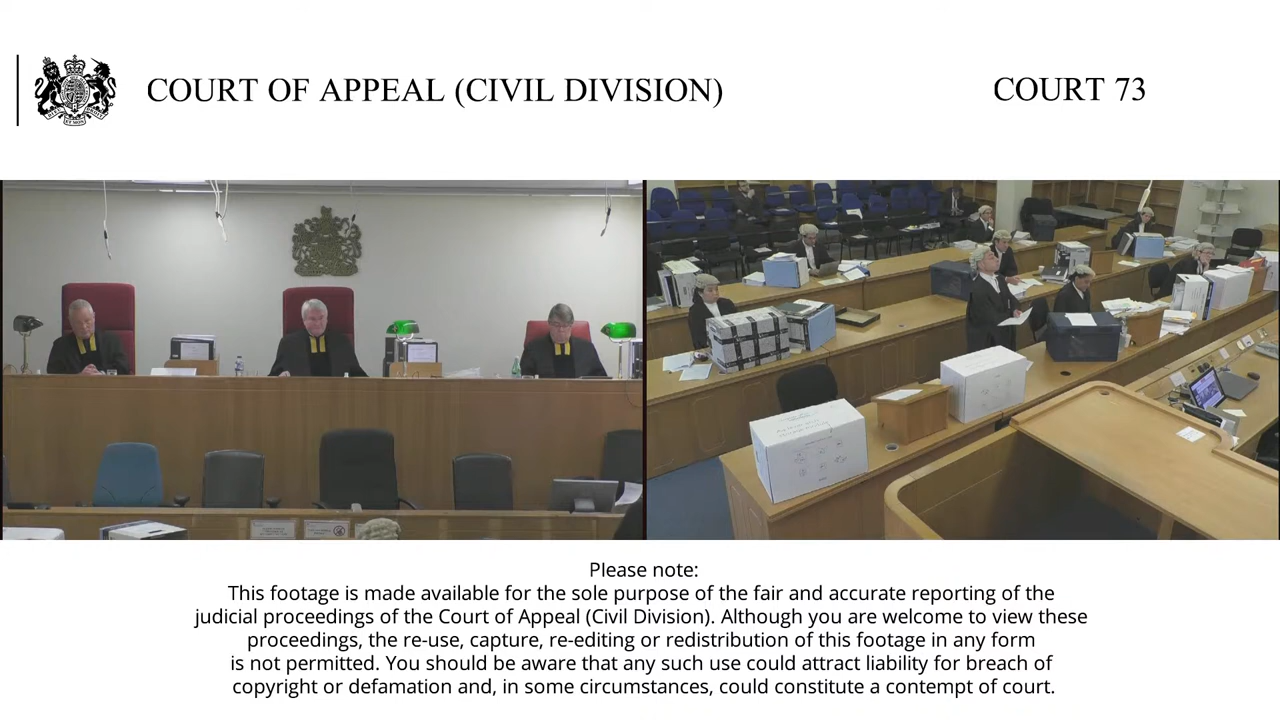 COURT OF APPEAL (CIVIL DIVISION)
COURT 73
Please note:
This footage is made available for the sole purpose of the fair and accurate reporting of the
judicial proceedings of the Court of Appeal (Civil Division). Although you are welcome to view these
proceedings, the re-use, capture, re-editing or redistribution of this footage in any form
is not permitted. You should be aware that any such use could attract liability for breach of
copyright or defamation and, in some circumstances, could constitute a contempt of court.